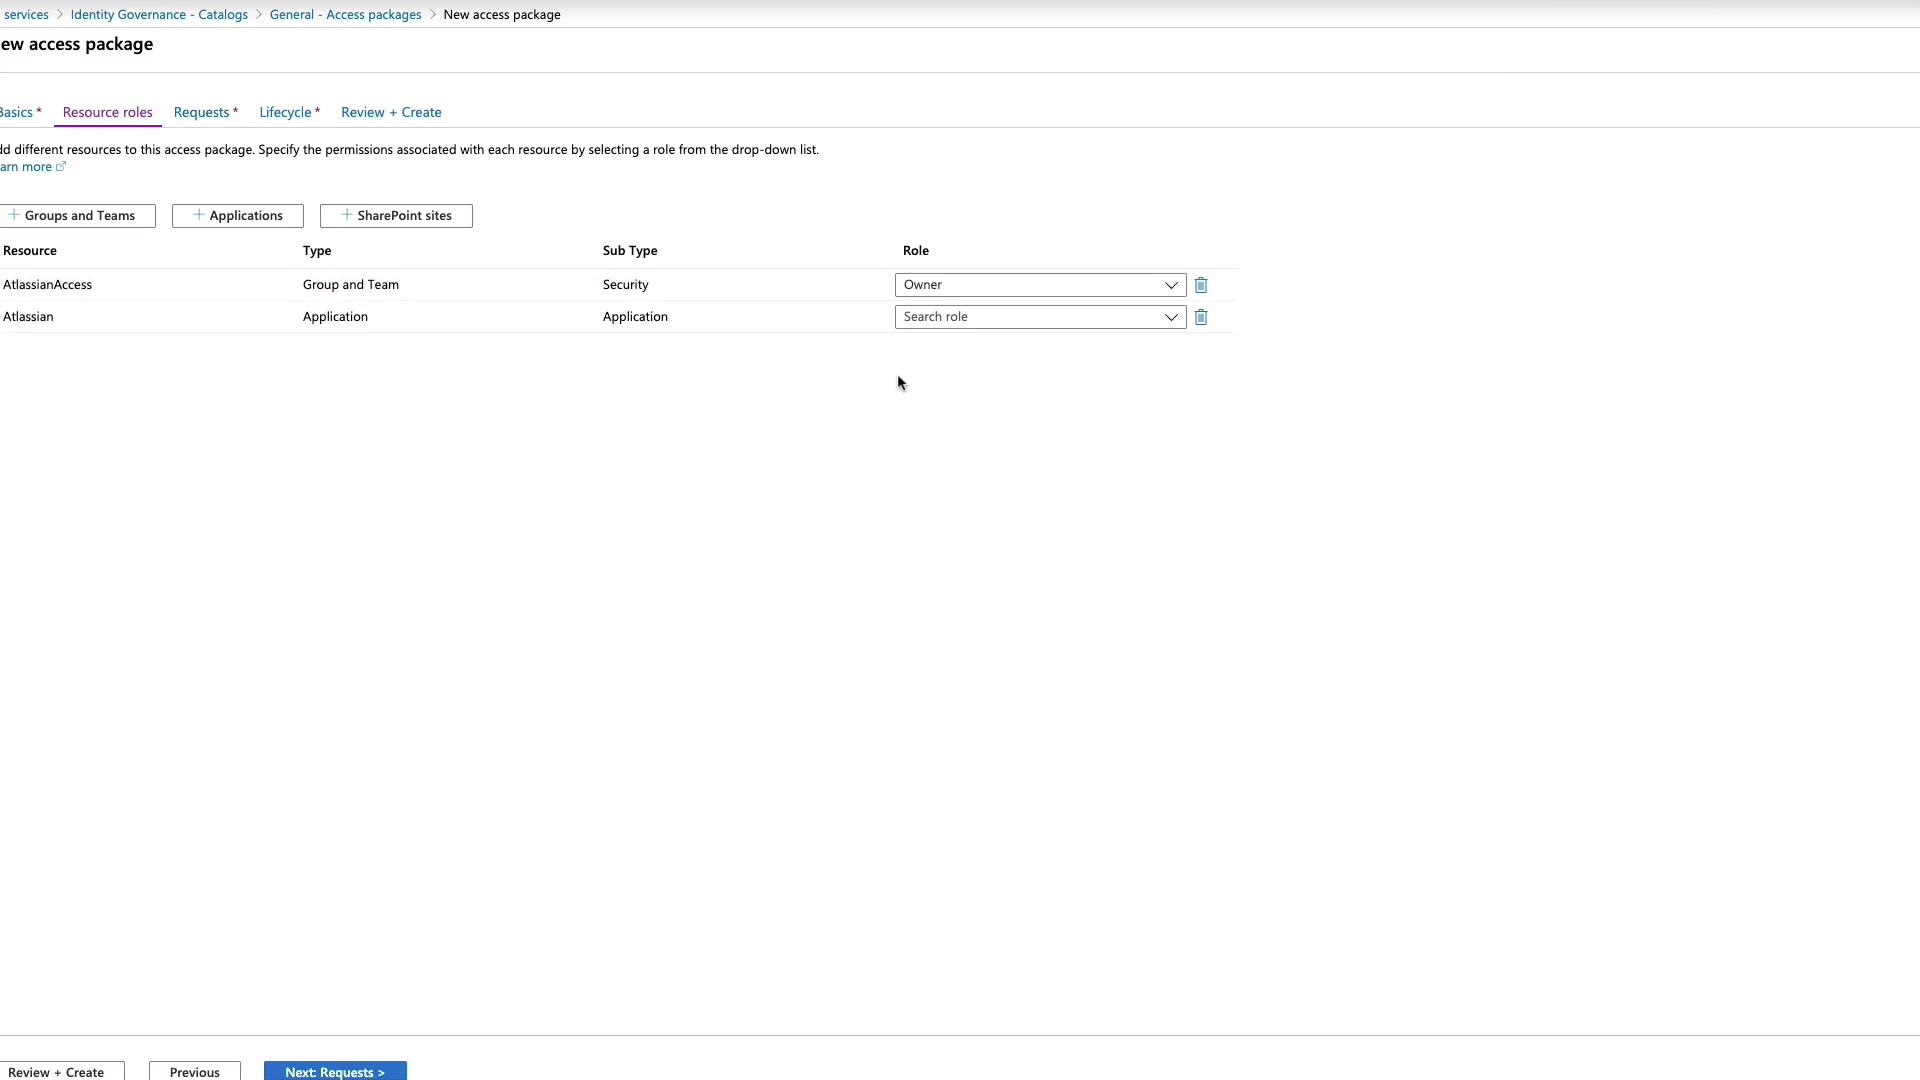 services > Identity Governance - Catalogs > General - Access packages > New access package
ew access package
Basics * Resource roles Requests * Lifecycle * Review + Create
dd different resources to this access package. Specify the permissions associated with each resource by selecting a role from the drop-down list.
arn more
+ Groups and Teams + Applications + SharePoint sites
Resource Type Sub Type Role
AtlassianAccess Group and Team Security Owner
Atlassian Application Application Search role
Review + Create Previous Next: Requests >